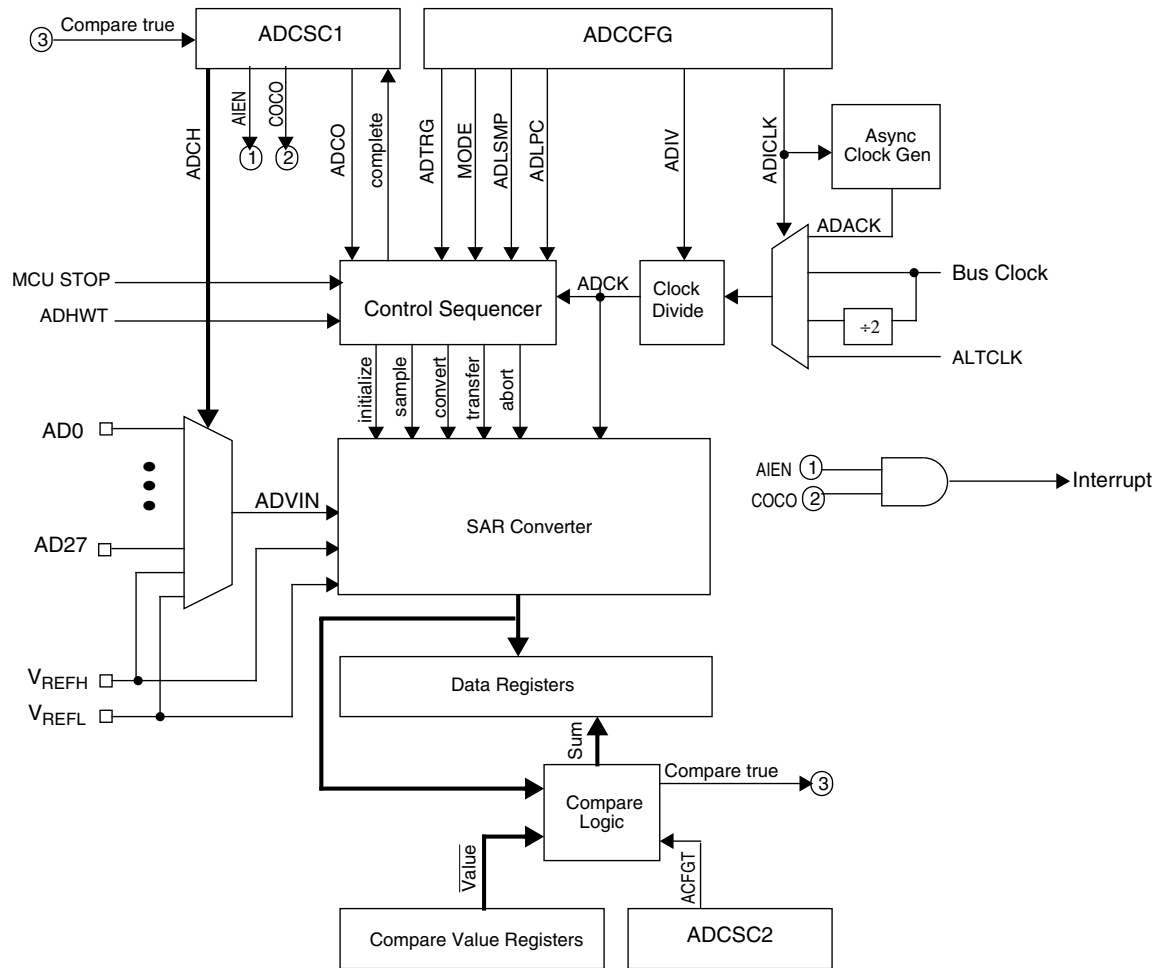 3
Compare true
ADCSC1
ADCCFG
ADCH
AIEN
COCO
ADCO
complete
ADTRG
MODE
ADLSMP
ADLPC
ADIV
ADICLK
Async
Clock Gen
1
2
ADACK
MCU STOP
ADHWT
Control Sequencer
ADCK
Clock
Divide
Bus Clock
÷2
ALTCLK
initialize
sample
convert
transfer
abort
AD0
AD27
ADVIN
SAR Converter
AIEN 1
COCO 2
Interrupt
VREFH
VREFL
Data Registers
Sum
Compare true
3
Compare
Logic
Value
ACFGT
Compare Value Registers
ADCSC2